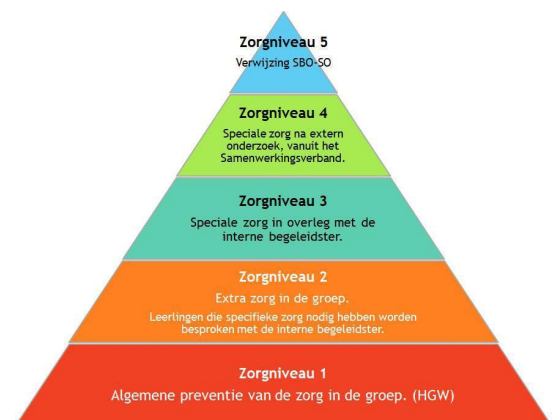 Zorgniveau 5
Verwijzing SBO-SO
Zorgniveau 4
Speciale zorg na extern
onderzoek, vanuit het
Samenwerkingsverband.
Zorgniveau 3
Speciale zorg in overleg met de
interne begeleidster.
Zorgniveau 2
Extra zorg in de groep.
Leerlingen die specifieke zorg nodig hebben worden
besproken met de interne begeleidster.
Zorgniveau 1
Algemene preventie van de zorg in de groep. (HGW)